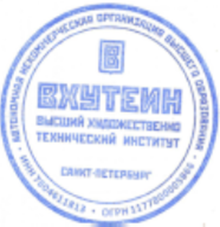 АВТОНОМНАЯ НЕКОММЕРЧЕСКАЯ ОРГАНИЗАЦИЯ ВЫСШЕГО ОБРАЗОВАНИЯ
В
ВХУТЕИН
ВЫСШИЙ ХУДОЖЕСТВЕННО
ТЕХНИЧЕСКИЙ ИНСТИТУТ
САНКТ-ПЕТЕРБУРГ
ИНН
ОГРН